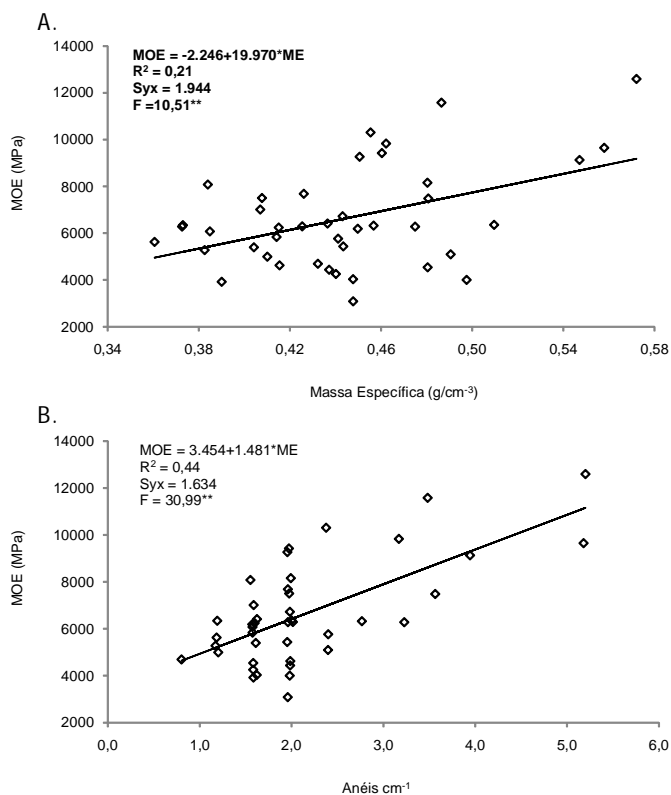 A.
14000
12000
10000
8000
6000
4000
2000
MOE (MPa)
MOE = -2.246+19.970*ME
R² = 0,21
Syx = 1.944
F =10,51**
0,34 0,38 0,42 0,46 0,50 0,54 0,58
Massa Específica (g/cm⁻³)
B.
14000
12000
10000
8000
6000
4000
2000
MOE (MPa)
MOE = 3.454+1.481*ME
R² = 0,44
Syx = 1.634
F = 30,99**
0,0 1,0 2,0 3,0 4,0 5,0 6,0
Anéis cm⁻¹